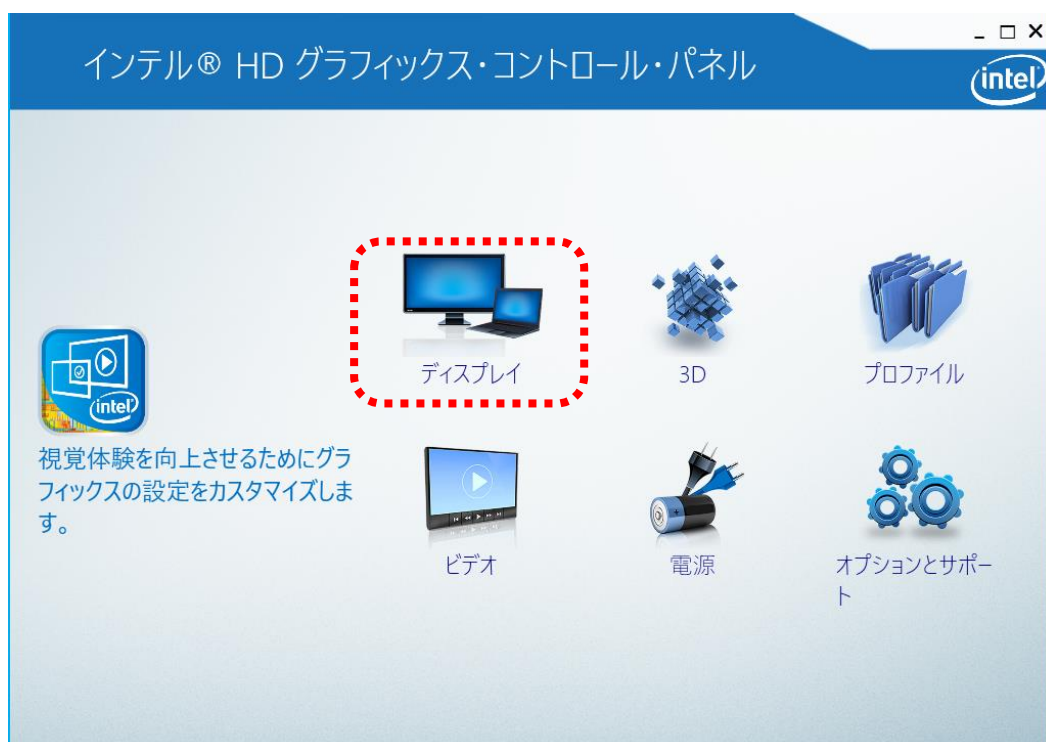 インテル® HD グラフィックス・コントロール・パネル
intel
ディスプレイ
3D
プロファイル
intel
視覚体験を向上させるためにグラ
フィックスの設定をカスタマイズしま
す。
ビデオ
電源
オプションとサポー
ト